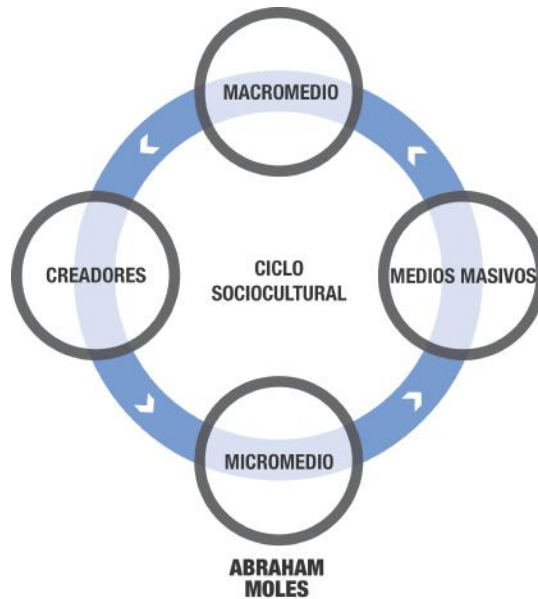 MACROMEDIO
CREADORES
CICLO
SOCIOCULTURAL
MEDIOS MASIVOS
MICROMEDIO
ABRAHAM
MOLES